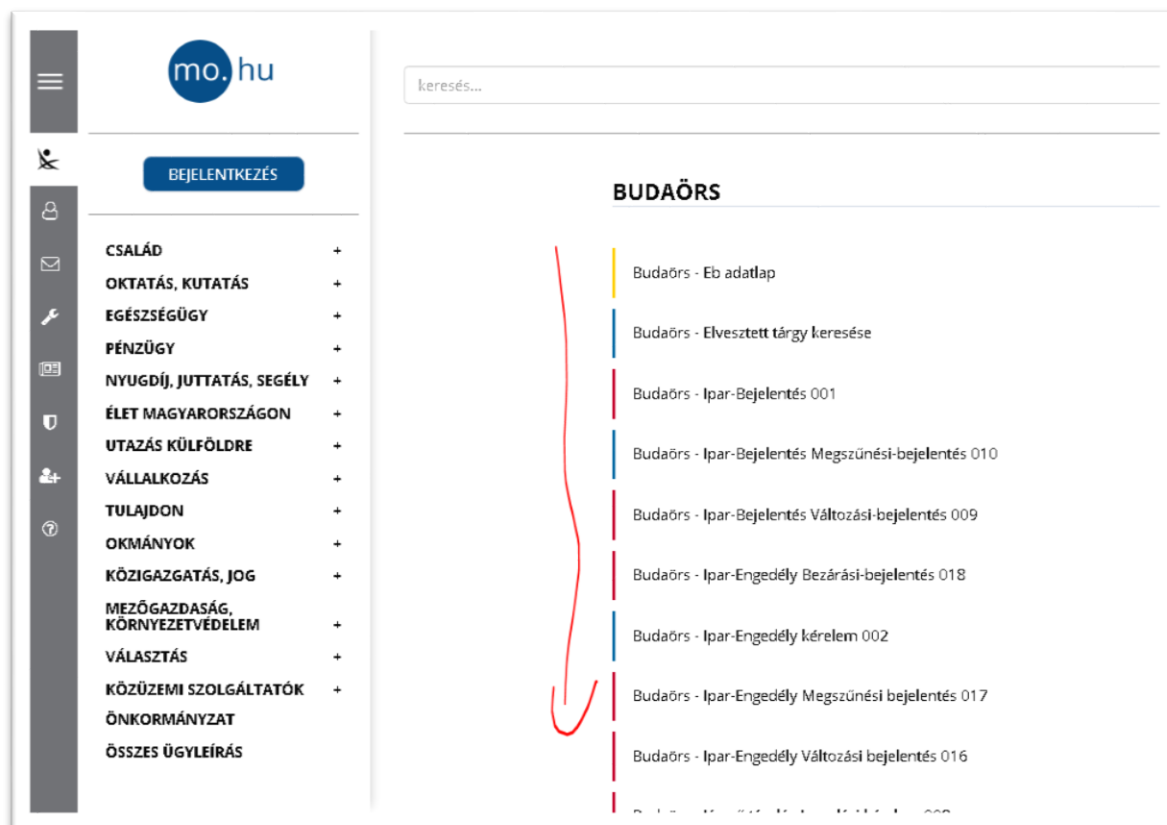 mo.hu
keresés...
BEJELENTKEZÉS
CSALÁD +
OKTATÁS, KUTATÁS +
EGÉSZSÉGÜGY +
PÉNZÜGY +
NYUGDÍJ, JUTTATÁS, SEGÉLY +
ÉLET MAGYARORSZÁGON +
UTAZÁS KÜLFÖLDRE +
VÁLLALKOZÁS +
TULAJDON +
OKMÁNYOK +
KÖZIGAZGATÁS, JOG +
MEZŐGAZDASÁG,
KÖRNYEZETVÉDELEM +
VÁLASZTÁS +
KÖZÜZEMI SZOLGÁLTATÓK +
ÖNKORMÁNYZAT
ÖSSZES ÜGYLEÍRÁS
BUDAÖRS
Budaörs - Eb adatlap
Budaörs - Elvesztett tárgy keresése
Budaörs - Ipar-Bejelentés 001
Budaörs - Ipar-Bejelentés Megszűnési-bejelentés 010
Budaörs - Ipar-Bejelentés Változási-bejelentés 009
Budaörs - Ipar-Engedély Bezárási-bejelentés 018
Budaörs - Ipar-Engedély kérelem 002
Budaörs - Ipar-Engedély Megszűnési bejelentés 017
Budaörs - Ipar-Engedély Változási bejelentés 016